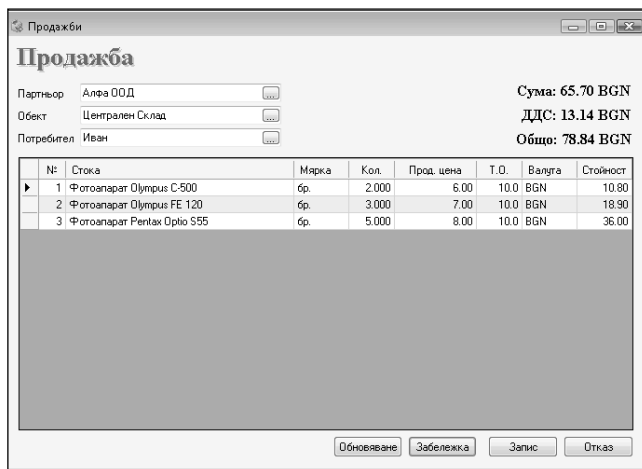 Продажби
Продажба
Партньор Алфа ООД ...
Обект Централен Склад ...
Потребител Иван ...
Сума: 65.70 BGN
ДДС: 13.14 BGN
Общо: 78.84 BGN
№ Стока Мярка Кол. Прод. цена Т.О. Валута Стойност
1 Фотоапарат Olympus C-500 бр. 2.000 6.00 10.0 BGN 10.80
2 Фотоапарат Olympus FE 120 бр. 3.000 7.00 10.0 BGN 18.90
3 Фотоапарат Pentax Optio S55 бр. 5.000 8.00 10.0 BGN 36.00
Обновяване Забележка Запис Отказ